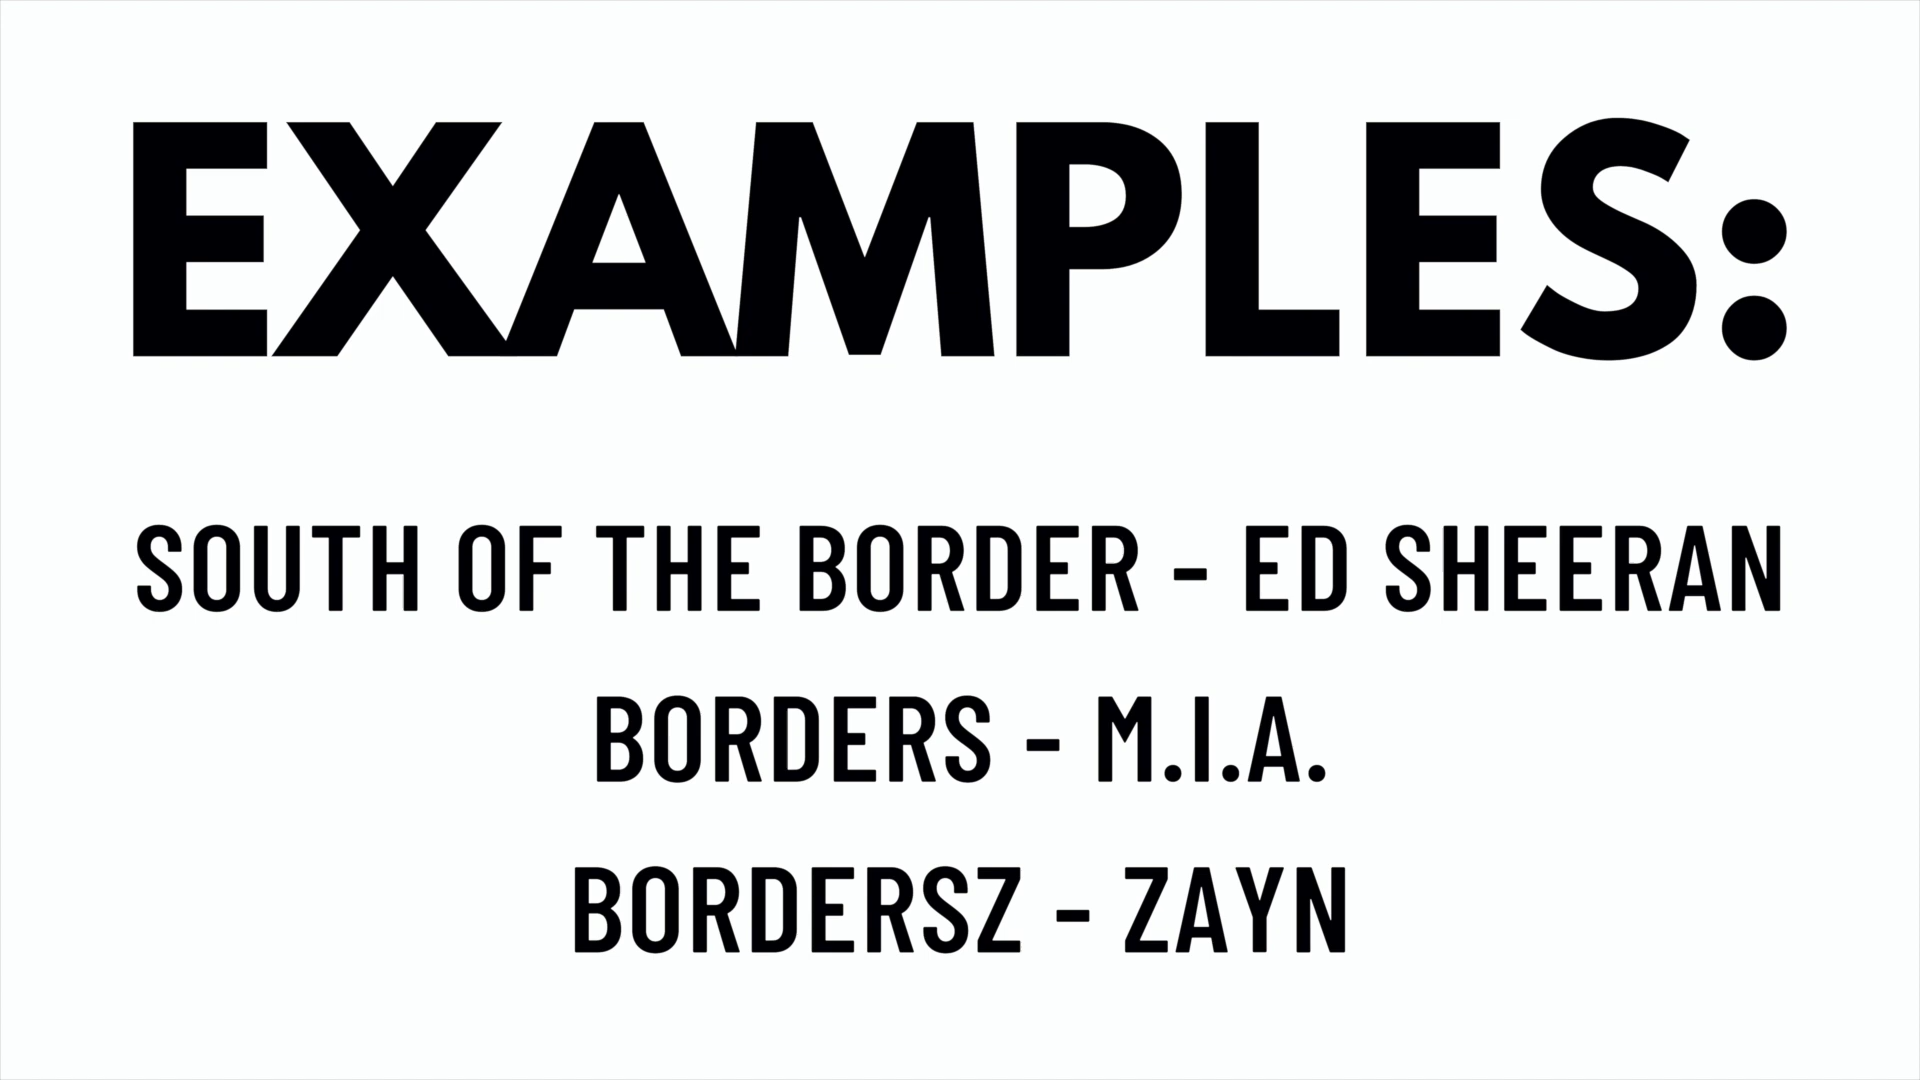 EXAMPLES:
SOUTH OF THE BORDER - ED SHEERAN
BORDERS - M.I.A.
BORDERSZ - ZAYN